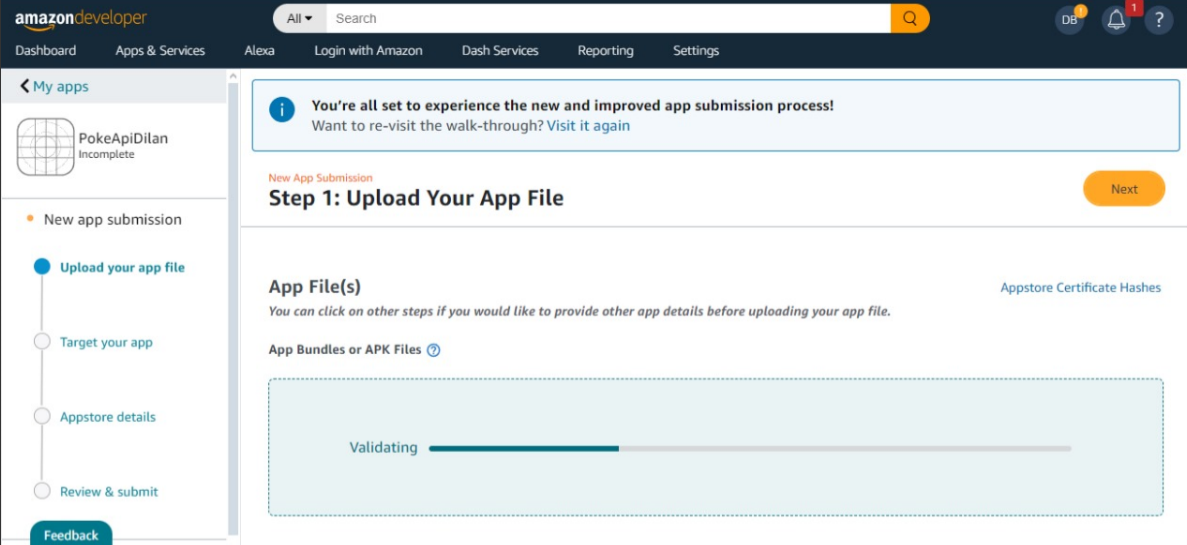 amazondeveloper
All
Search
DB
!
1
?
Dashboard Apps & Services Alexa Login with Amazon Dash Services Reporting Settings
My apps
PokeApiDilan
Incomplete
New app submission
Upload your app file
Target your app
Appstore details
Review & submit
Feedback
i
You're all set to experience the new and improved app submission process!
Want to re-visit the walk-through? Visit it again
New App Submission
Step 1: Upload Your App File
Next
App File(s)
Appstore Certificate Hashes
You can click on other steps if you would like to provide other app details before uploading your app file.
App Bundles or APK Files ?
Validating